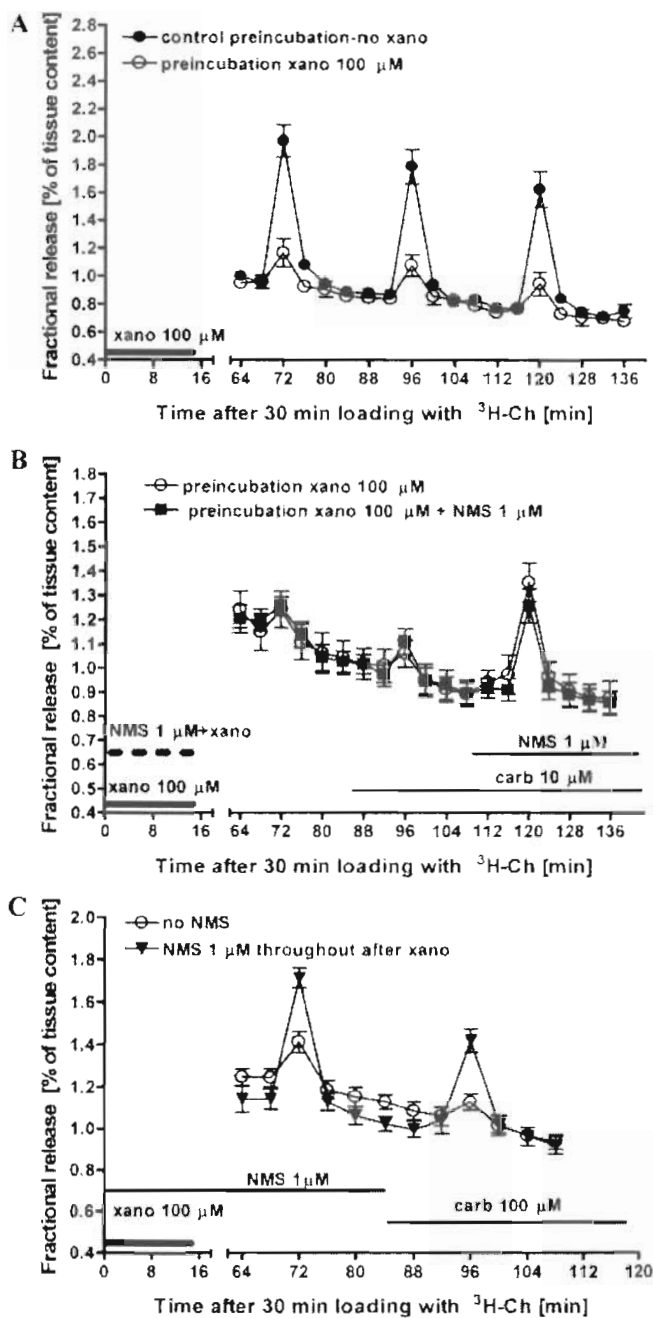 A
Fractional release [% of tissue content]
2.8
2.6
2.4
2.2
2.0
1.8
1.6
1.4
1.2
1.0
0.8
0.6
0.4
control preincubation-no xano
preincubation xano 100 µM
xano 100 µM
0 8 16 64 72 80 88 96 104 112 120 128 136
Time after 30 min loading with ³H-Ch [min]
B
Fractional release [% of tissue content]
1.8
1.7
1.6
1.5
1.4
1.3
1.2
1.1
1.0
0.9
0.8
0.7
0.6
0.5
0.4
preincubation xano 100 µM
preincubation xano 100 µM + NMS 1 µM
NMS 1 µM+xano
NMS 1 µM
xano 100 µM
carb 10 µM
0 8 16 64 72 80 88 96 104 112 120 128 136
Time after 30 min loading with ³H-Ch [min]
C
Fractional release [% of tissue content]
2.0
1.8
1.6
1.4
1.2
1.0
0.8
0.6
0.4
no NMS
NMS 1 µM throughout after xano
NMS 1µM
xano 100 µM
carb 100 µM
0 8 16 64 72 80 88 96 104 112 120
Time after 30 min loading with ³H-Ch [min]